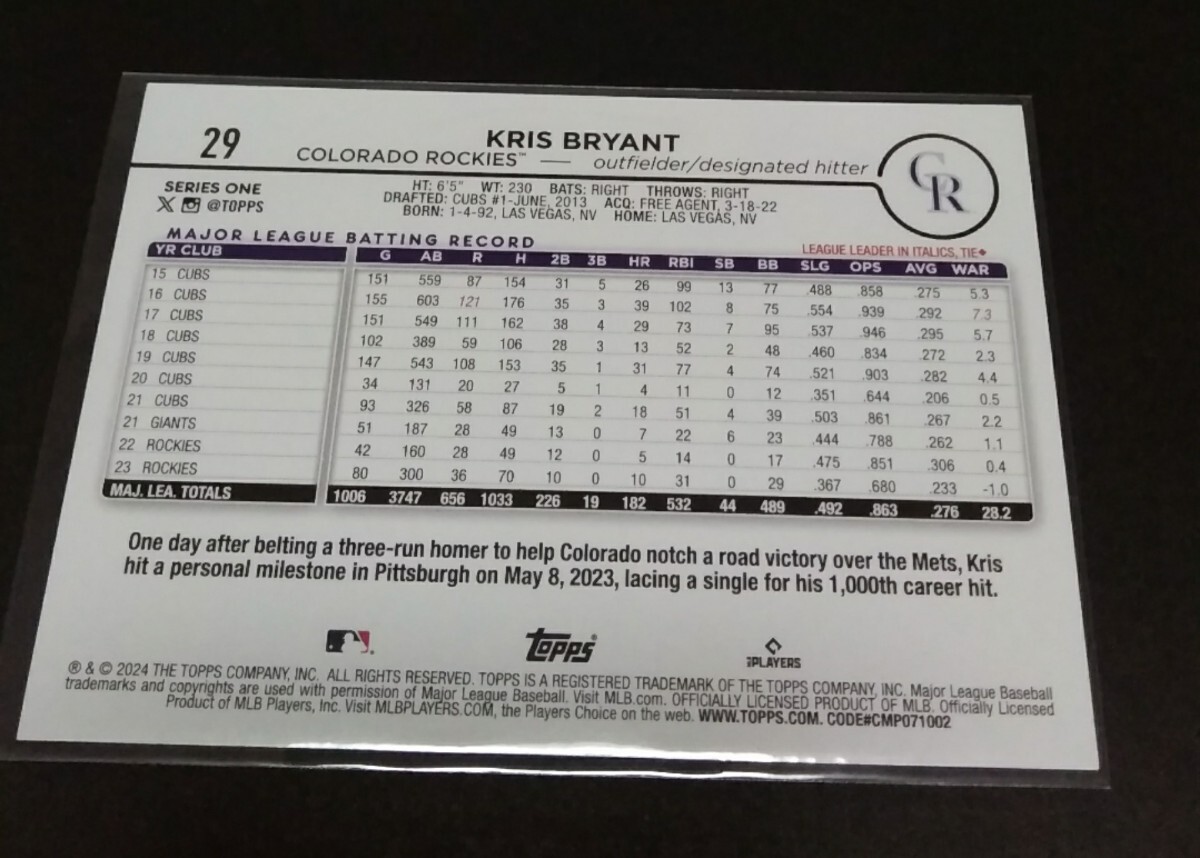 29
KRIS BRYANT
COLORADO ROCKIES™ — outfielder/designated hitter
CR
SERIES ONE
X @TOPPS
HT: 6'5" WT: 230 BATS: RIGHT THROWS: RIGHT
DRAFTED: CUBS #1-JUNE, 2013 ACQ: FREE AGENT, 3-18-22
BORN: 1-4-92, LAS VEGAS, NV HOME: LAS VEGAS, NV
MAJOR LEAGUE BATTING RECORD
LEAGUE LEADER IN ITALICS, TIE◆
YR CLUB G AB R H 2B 3B HR RBI SB BB SLG OPS AVG WAR
15 CUBS 151 559 87 154 31 5 26 99 13 77 .488 .858 .275 5.3
16 CUBS 155 603 121 176 35 3 39 102 8 75 .554 .939 .292 7.3
17 CUBS 151 549 111 162 38 4 29 73 7 95 .537 .946 .295 5.7
18 CUBS 102 389 59 106 28 3 13 52 2 48 .460 .834 .272 2.3
19 CUBS 147 543 108 153 35 1 31 77 4 74 .521 .903 .282 4.4
20 CUBS 34 131 20 27 5 1 4 11 0 12 .351 .644 .206 0.5
21 CUBS 93 326 58 87 19 2 18 51 4 39 .503 .861 .267 2.2
21 GIANTS 51 187 28 49 13 0 7 22 6 23 .444 .788 .262 1.1
22 ROCKIES 42 160 28 49 12 0 5 14 0 17 .475 .851 .306 0.4
23 ROCKIES 80 300 36 70 10 0 10 31 0 29 .367 .680 .233 -1.0
MAJ. LEA. TOTALS 1006 3747 656 1033 226 19 182 532 44 489 .492 .863 .276 28.2
One day after belting a three-run homer to help Colorado notch a road victory over the Mets, Kris
hit a personal milestone in Pittsburgh on May 8, 2023, lacing a single for his 1,000th career hit.
Topps®
MLBPLAYERS
® & © 2024 THE TOPPS COMPANY, INC. ALL RIGHTS RESERVED. TOPPS IS A REGISTERED TRADEMARK OF THE TOPPS COMPANY, INC. Major League Baseball
trademarks and copyrights are used with permission of Major League Baseball. Visit MLB.com. OFFICIALLY LICENSED PRODUCT OF MLB. Officially Licensed
Product of MLB Players, Inc. Visit MLBPLAYERS.COM, the Players Choice on the web. WWW.TOPPS.COM. CODE#CMP071002